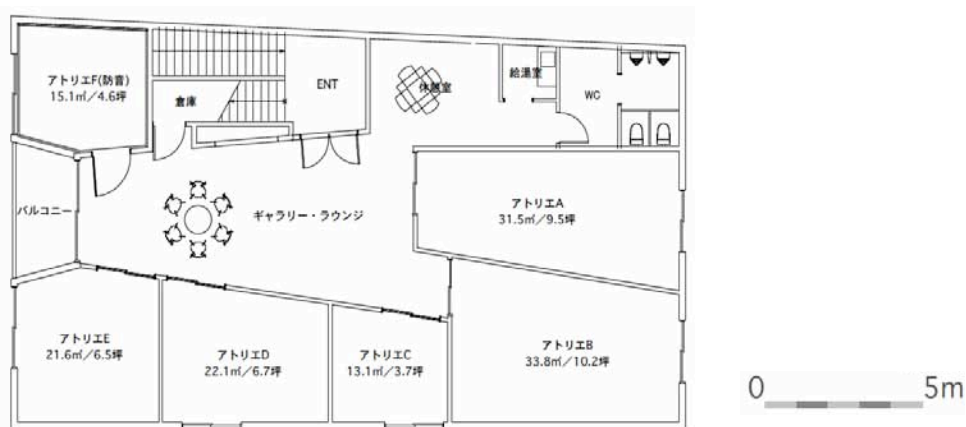 アトリエF(防音)
15.1㎡／4.6坪
倉庫
ENT
休憩室
給湯室
WC
バルコニー
ギャラリー・ラウンジ
アトリエA
31.5㎡／9.5坪
アトリエE
21.6㎡／6.5坪
アトリエD
22.1㎡／6.7坪
アトリエC
13.1㎡／3.7坪
アトリエB
33.8㎡／10.2坪
0 5m